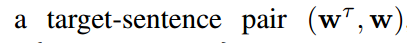 a target-sentence pair (w^τ, w)